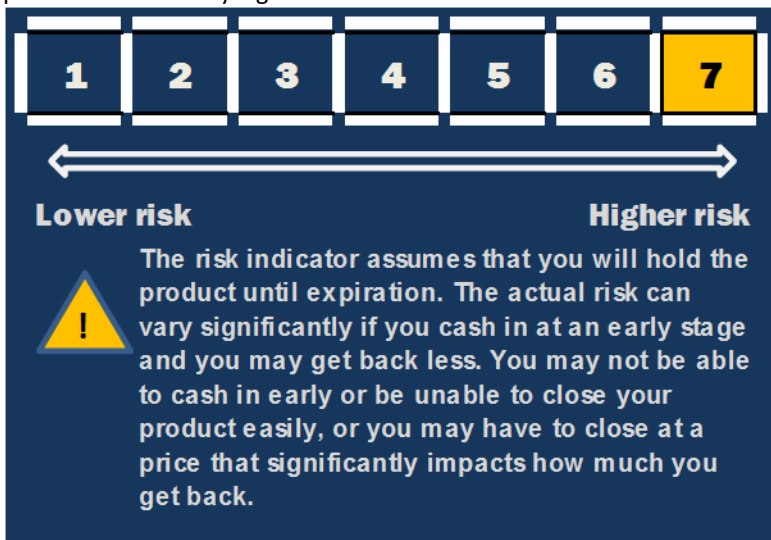 1 2 3 4 5 6 7
Lower risk Higher risk
The risk indicator assumes that you will hold the
product until expiration. The actual risk can
! vary significantly if you cash in at an early stage
and you may get back less. You may not be able
to cash in early or be unable to close your
product easily, or you may have to close at a
price that significantly impacts how much you
get back.